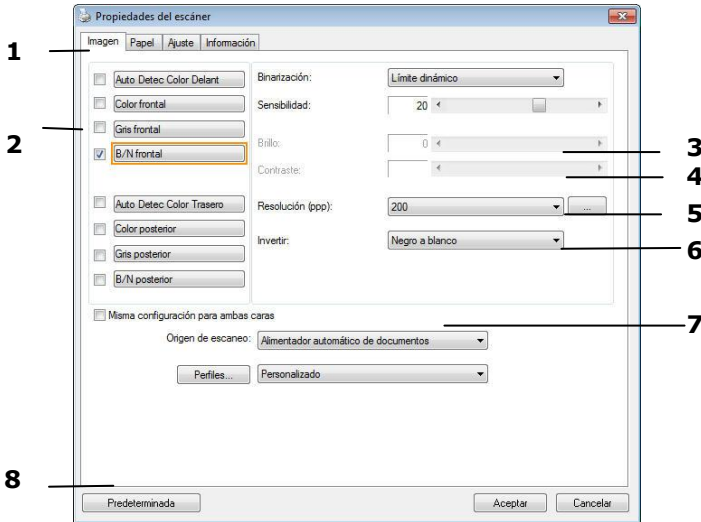 Propiedades del escáner
Imagen Papel Ajuste Información
1
Auto Detec Color Delant Binarización: Límite dinámico
Color frontal Sensibilidad: 20
2 Gris frontal
B/N frontal Brillo: 0 3
Contraste: 4
Auto Detec Color Trasero Resolución (ppp): 200 ... 5
Color posterior Invertir: Negro a blanco 6
Gris posterior
B/N posterior
Misma configuración para ambas caras 7
Origen de escaneo: Alimentador automático de documentos
Perfiles... Personalizado
8
Predeterminada Aceptar Cancelar